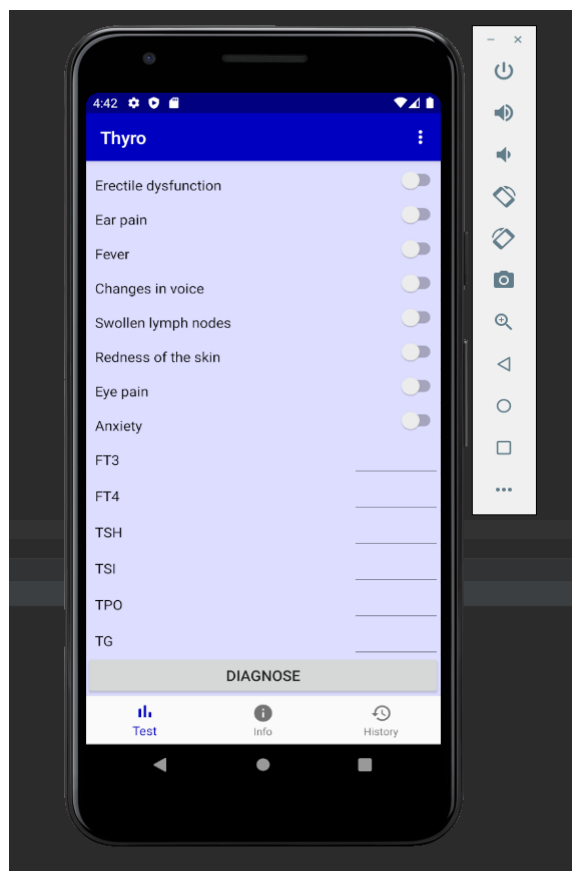 4:42
Thyro
Erectile dysfunction
Ear pain
Fever
Changes in voice
Swollen lymph nodes
Redness of the skin
Eye pain
Anxiety
FT3
FT4
TSH
TSI
TPO
TG
DIAGNOSE
Test Info History